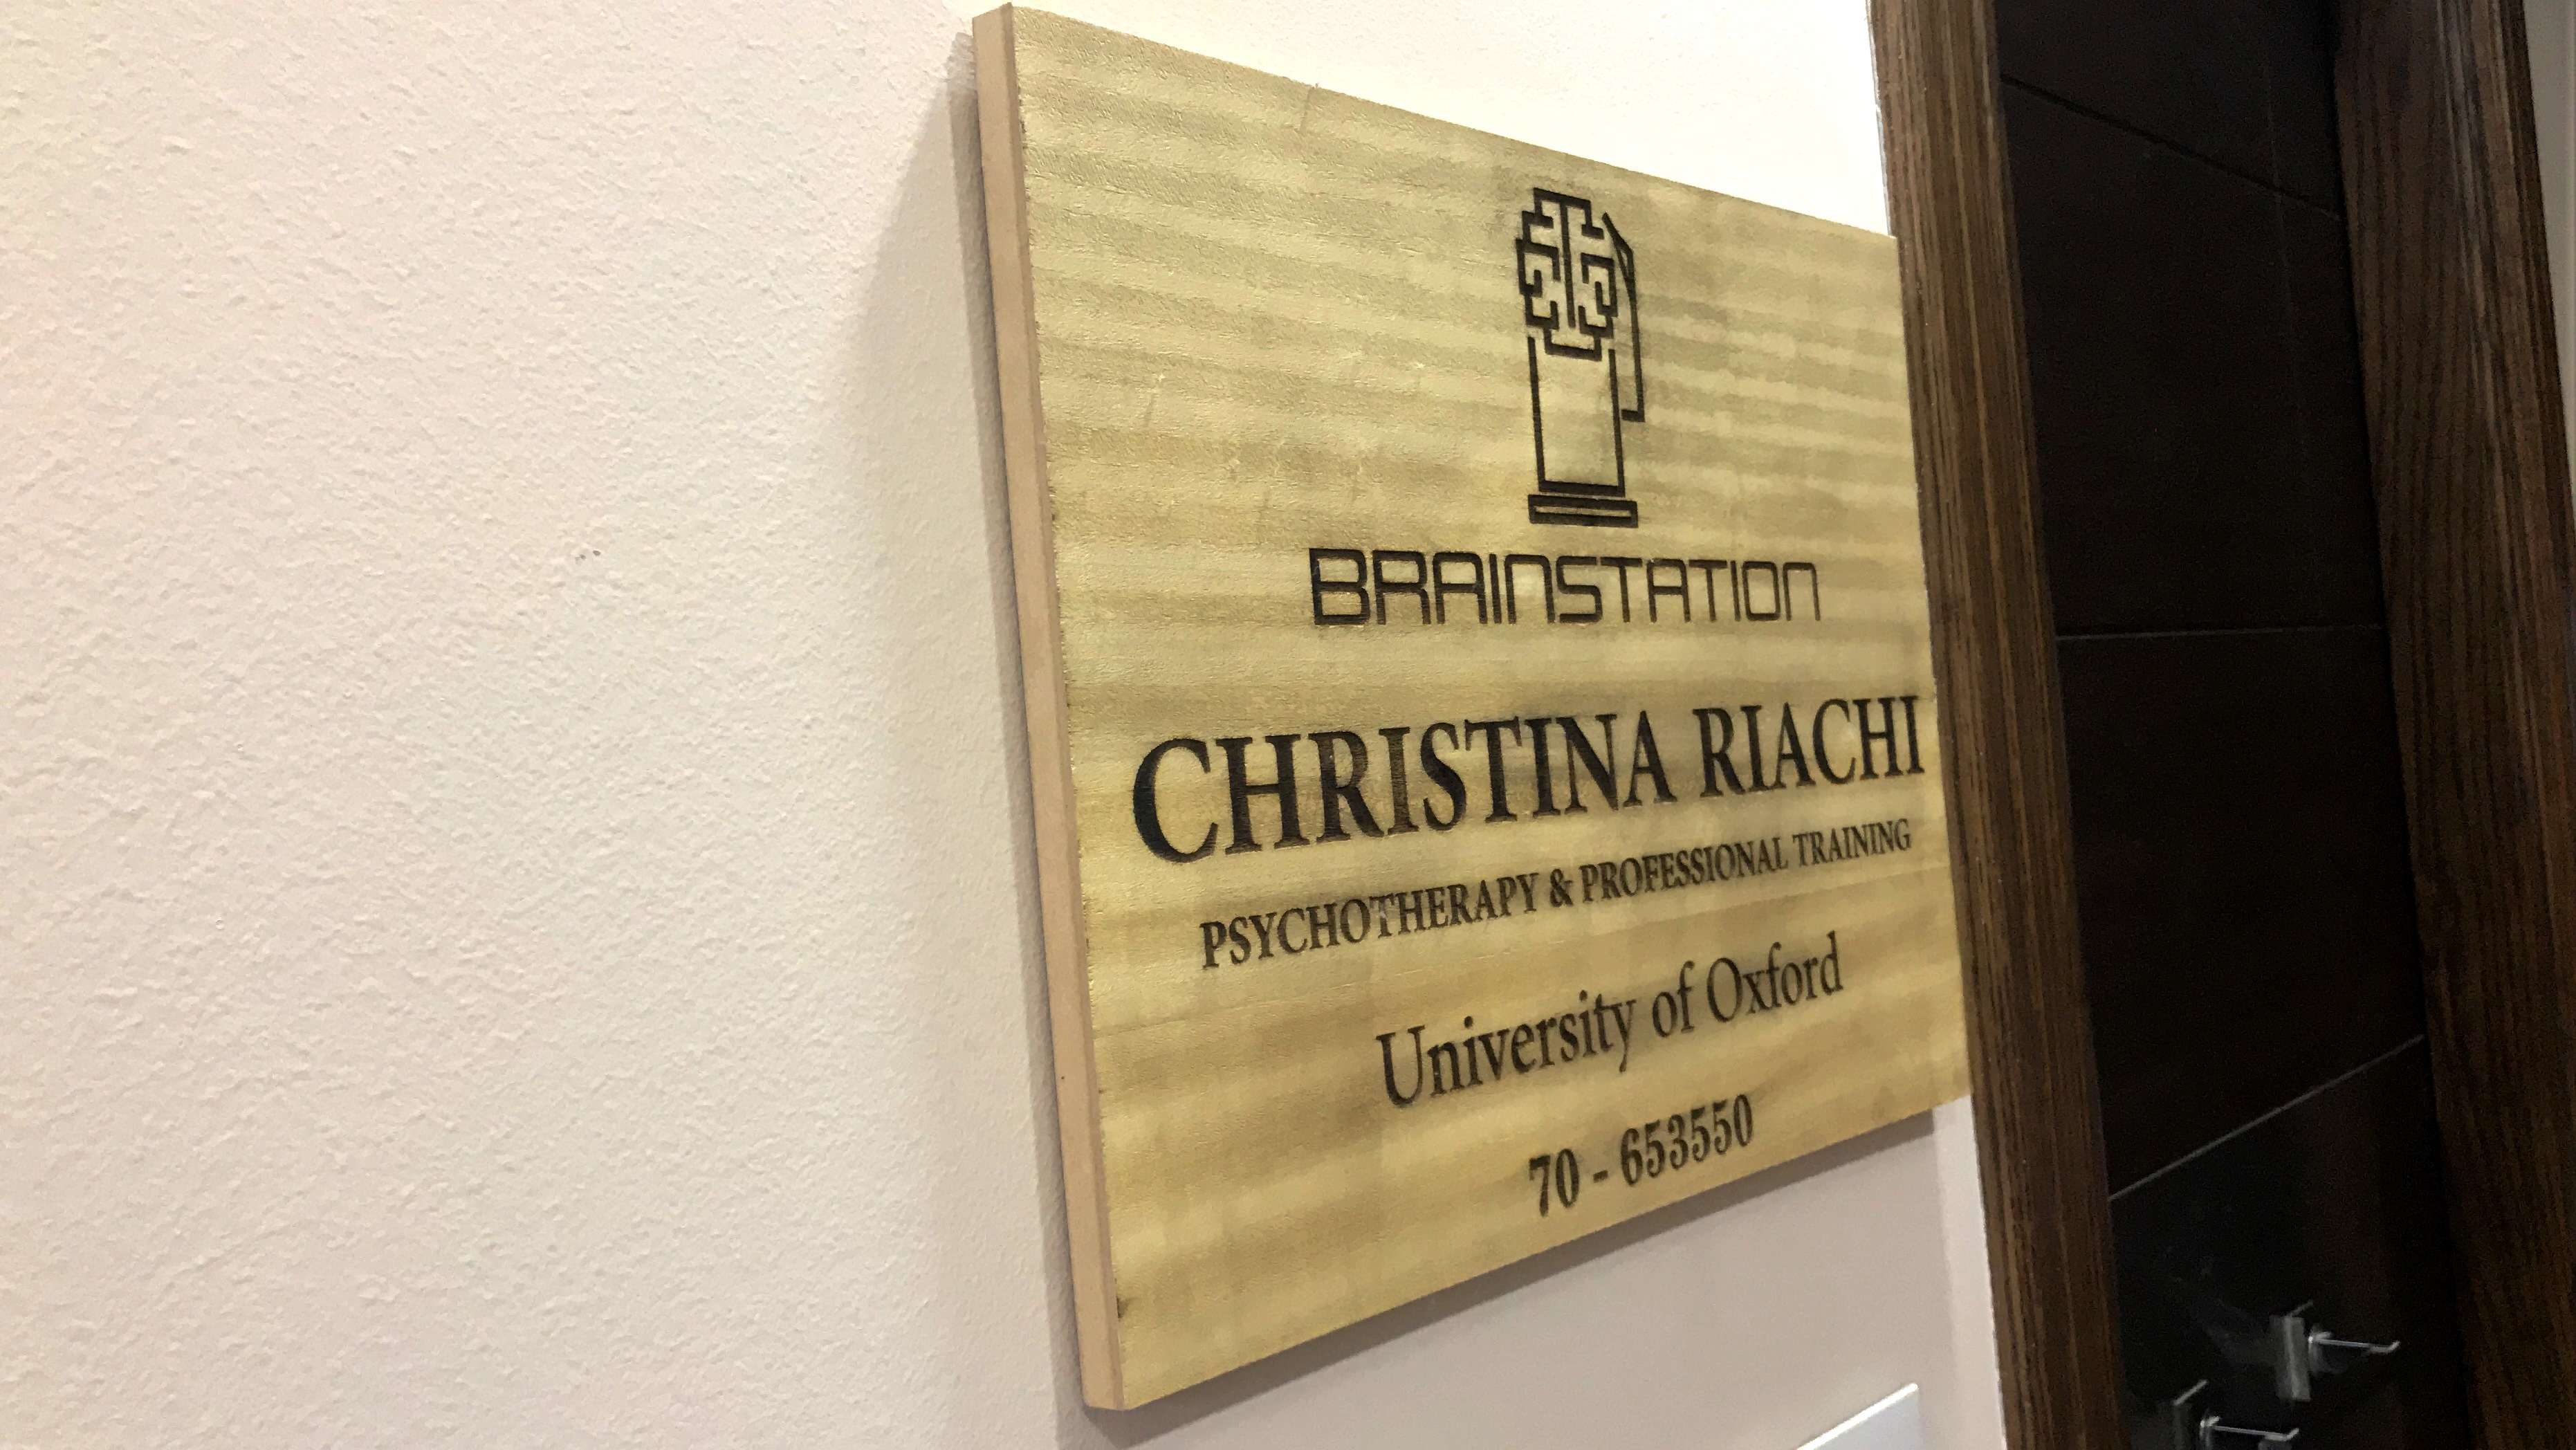 BRAINSTATION
CHRISTINA RIACHI
PSYCHOTHERAPY & PROFESSIONAL TRAINING
University of Oxford
70 - 653550